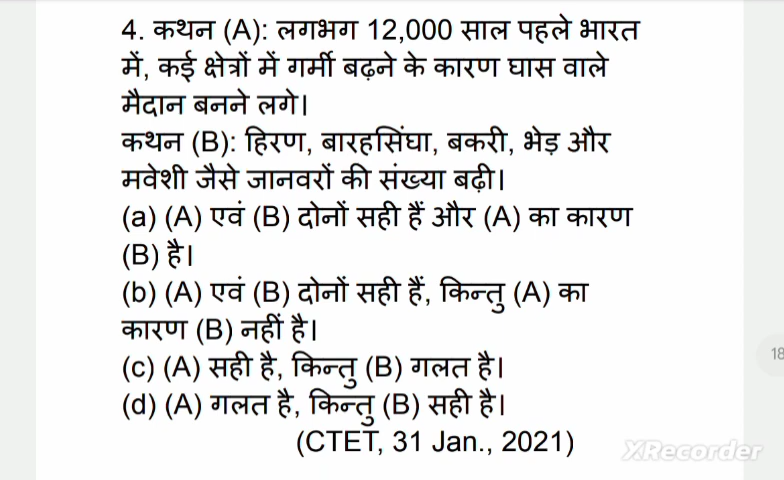 4. कथन (A): लगभग 12,000 साल पहले भारत
में, कई क्षेत्रों में गर्मी बढ़ने के कारण घास वाले
मैदान बनने लगे।
कथन (B): हिरण, बारहसिंघा, बकरी, भेड़ और
मवेशी जैसे जानवरों की संख्या बढ़ी।
(a) (A) एवं (B) दोनों सही हैं और (A) का कारण
(B) है।
(b) (A) एवं (B) दोनों सही हैं, किन्तु (A) का
कारण (B) नहीं है।
(c) (A) सही है, किन्तु (B) गलत है।
(d) (A) गलत है, किन्तु (B) सही है।
(CTET, 31 Jan., 2021)
18
XRecorder